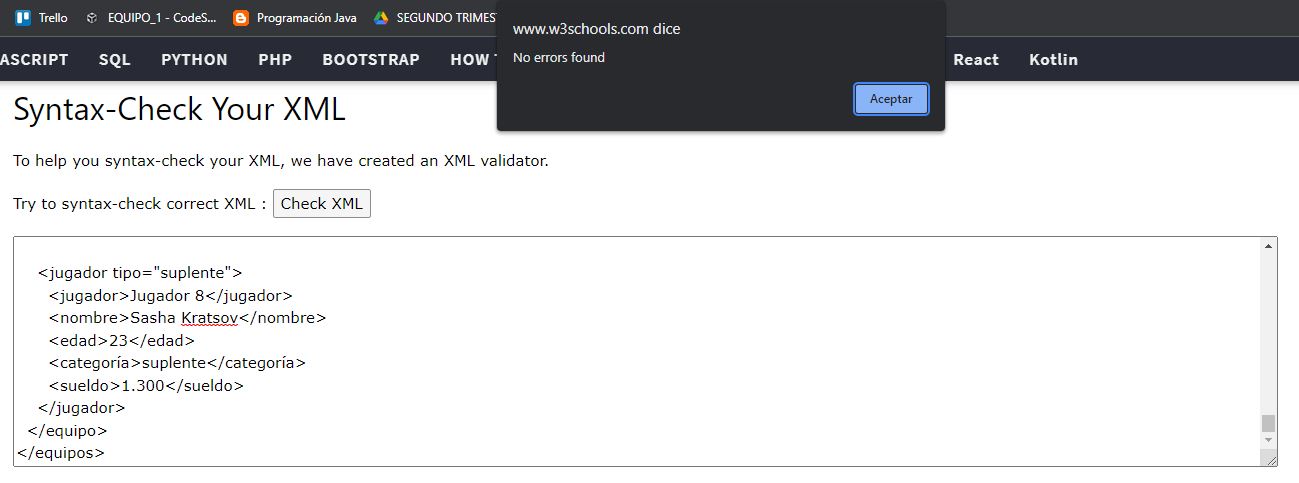 Trello EQUIPO_1 - CodeS... Programación Java SEGUNDO TRIMES
www.w3schools.com dice
No errors found
Aceptar
ASCRIPT SQL PYTHON PHP BOOTSTRAP HOW T React Kotlin
Syntax-Check Your XML
To help you syntax-check your XML, we have created an XML validator.
Try to syntax-check correct XML : Check XML
<jugador tipo="suplente">
<jugador>Jugador 8</jugador>
<nombre>Sasha Kratsov</nombre>
<edad>23</edad>
<categoría>suplente</categoría>
<sueldo>1.300</sueldo>
</jugador>
</equipo>
</equipos>